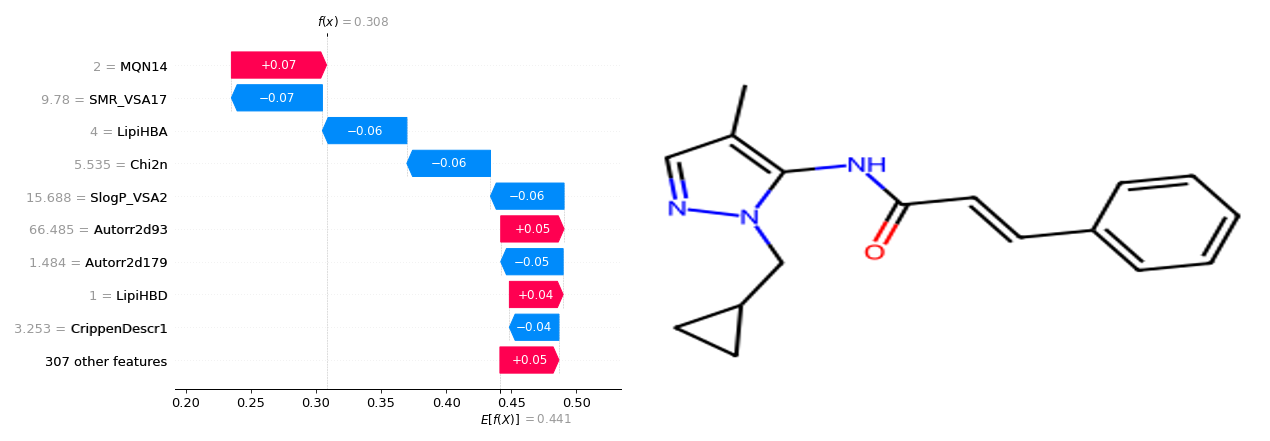 f(x) = 0.308
2 = MQN14
+0.07
9.78 = SMR_VSA17
−0.07
4 = LipiHBA
−0.06
5.535 = Chi2n
−0.06
15.688 = SlogP_VSA2
−0.06
66.485 = Autorr2d93
+0.05
1.484 = Autorr2d179
−0.05
1 = LipiHBD
+0.04
3.253 = CrippenDescr1
−0.04
307 other features
+0.05
0.20 0.25 0.30 0.35 0.40 0.45 0.50
E[f(X)] = 0.441
NH
N
N
O